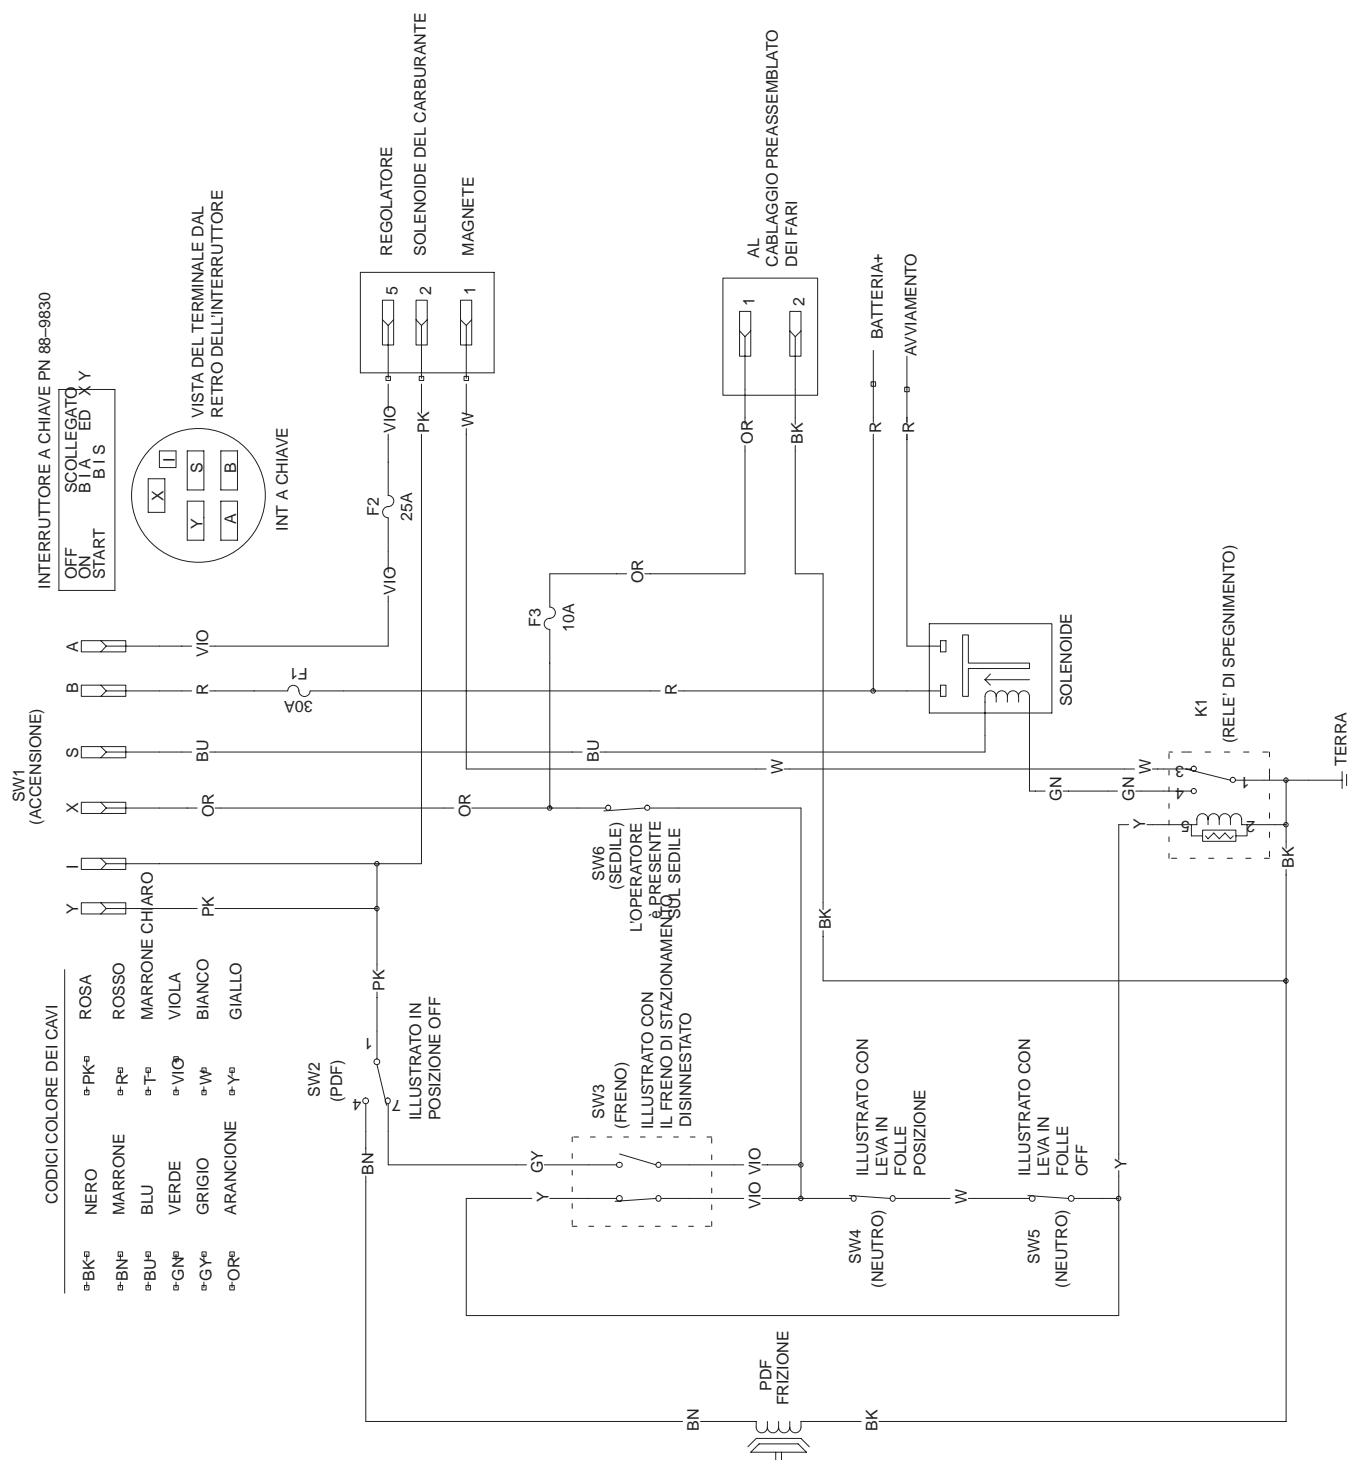 INTERRUTTORE A CHIAVE PN 88–9830
OFF SCOLLEGATO
ON B I A ED X Y
START B I S
VISTA DEL TERMINALE DAL
RETRO DELL'INTERRUTTORE
X
I
Y
S
A
B
INT A CHIAVE
REGOLATORE
SOLENOIDE DEL CARBURANTE
MAGNETE
5
2
1
VIO
PK
W
F2
25A
VIO
AL
CABLAGGIO PREASSEMBLATO
DEI FARI
1
2
OR
BK
BATTERIA+
AVVIAMENTO
R
R
SW1
(ACCENSIONE)
A
B
S
X
I
Y
VIO
R
BU
OR
PK
F1
30A
F3
10A
OR
R
BU
OR
W
SOLENOIDE
K1
(RELE' DI SPEGNIMENTO)
W
GN
GN
3
4
1
5
2
Y
BK
TERRA
SW6
(SEDILE)
L'OPERATORE
è PRESENTE
SUL SEDILE
BK
CODICI COLORE DEI CAVI
BK NERO PK ROSA
BN MARRONE R ROSSO
BU BLU T MARRONE CHIARO
GN VERDE VIO VIOLA
GY GRIGIO W BIANCO
OR ARANCIONE Y GIALLO
PK
SW2
(PDF)
1
4
7
ILLUSTRATO IN
POSIZIONE OFF
BN
GY
Y
SW3
(FRENO)
ILLUSTRATO CON
IL FRENO DI STAZIONAMENTO
DISINNESTATO
VIO
VIO
VIO
VIO
SW4
(NEUTRO)
ILLUSTRATO CON
LEVA IN
FOLLE
POSIZIONE
W
SW5
(NEUTRO)
ILLUSTRATO CON
LEVA IN
FOLLE
OFF
Y
BN
PDF
FRIZIONE
BK